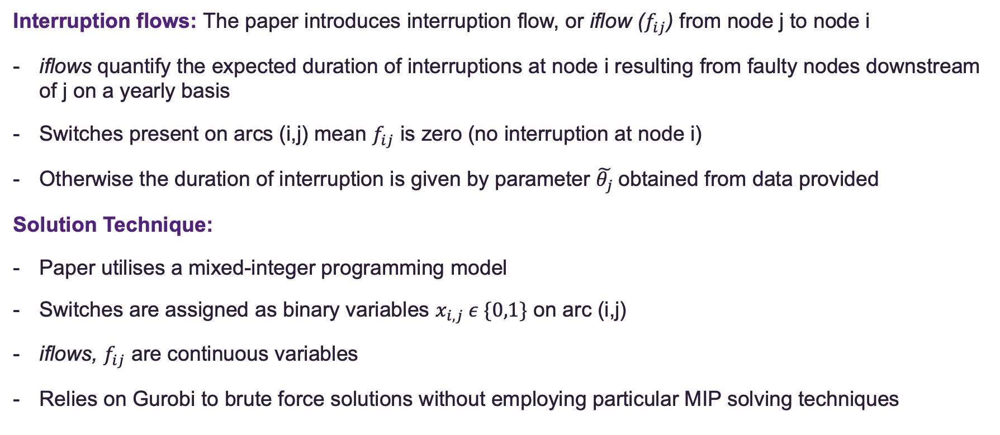 Interruption flows: The paper introduces interruption flow, or iflow (f_{ij}) from node j to node i
- iflows quantify the expected duration of interruptions at node i resulting from faulty nodes downstream
of j on a yearly basis
- Switches present on arcs (i,j) mean f_{ij} is zero (no interruption at node i)
- Otherwise the duration of interruption is given by parameter θ̃_j obtained from data provided
Solution Technique:
- Paper utilises a mixed-integer programming model
- Switches are assigned as binary variables x_{i,j} ϵ {0,1} on arc (i,j)
- iflows, f_{ij} are continuous variables
- Relies on Gurobi to brute force solutions without employing particular MIP solving techniques